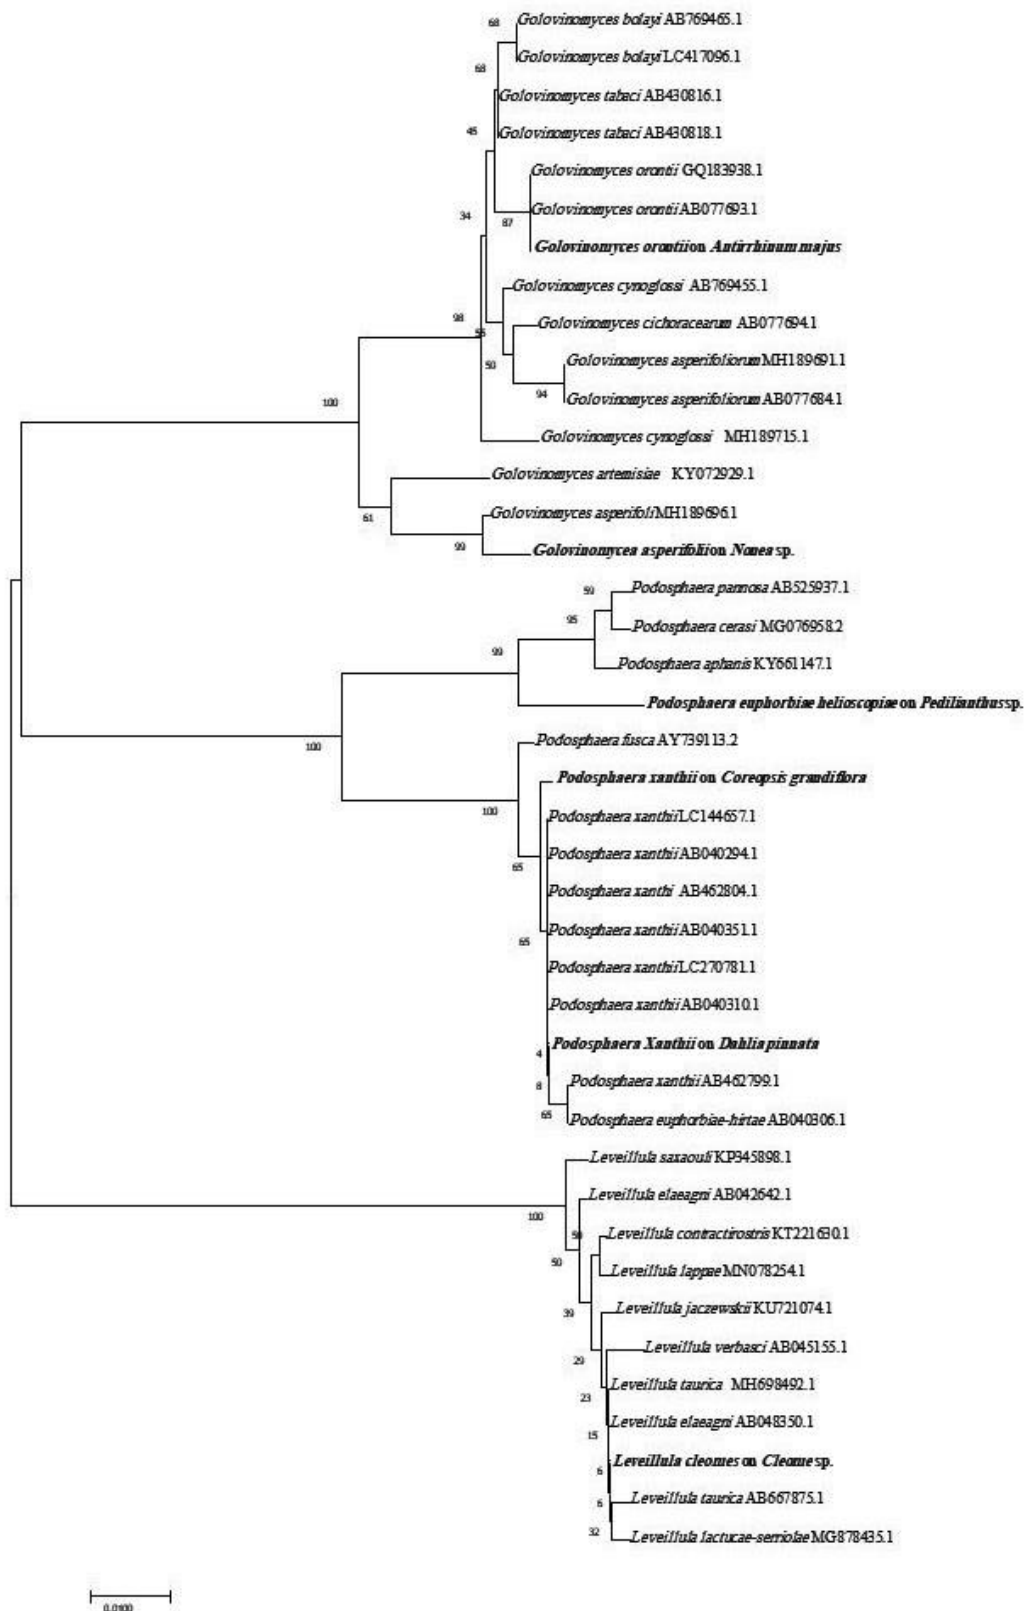 68
Golovinomyces bolayi AB769465.1
Golovinomyces bolayi LC417096.1
68
Golovinomyces tabaci AB430816.1
45
Golovinomyces tabaci AB430818.1
Golovinomyces orontii GQ183938.1
Golovinomyces orontii AB077693.1
34
87
Golovinomyces orontii on Antirrhinum majus
Golovinomyces cynoglossi AB769455.1
98
Golovinomyces cichoracearum AB077694.1
55
Golovinomyces asperifoliorum MH189691.1
50
94
Golovinomyces asperifoliorum AB077684.1
100
Golovinomyces cynoglossi MH189715.1
Golovinomyces artemisiae KY072929.1
Golovinomyces asperifoli MH189696.1
61
99
Golovinomycea asperifolii on Nonea sp.
59
Podosphaera pannosa AB525937.1
95
Podosphaera cerasi MG076958.2
99
Podosphaera aphanis KY661147.1
Podosphaera euphorbiae helioscopiae on Pedilianthus sp.
100
Podosphaera fusca AY739113.2
Podosphaera xanthii on Coreopsis grandiflora
100
Podosphaera xanthii LC144657.1
Podosphaera xanthii AB040294.1
65
Podosphaera xanthi AB462804.1
Podosphaera xanthii AB040351.1
65
Podosphaera xanthii LC270781.1
Podosphaera xanthii AB040310.1
Podosphaera Xanthii on Dahlia pinnata
4
Podosphaera xanthii AB462799.1
8
65
Podosphaera euphorbiae-hirtae AB040306.1
Leveillula saxaouli KP345898.1
Leveillula elaeagni AB042642.1
100
58
Leveillula contractirostris KT221630.1
50
Leveillula lappae MN078254.1
39
Leveillula jaczewskii KU721074.1
Leveillula verbasci AB045155.1
29
Leveillula taurica MH698492.1
23
Leveillula elaeagni AB048350.1
15
Leveillula cleomes on Cleome sp.
6
Leveillula taurica AB667875.1
6
32
Leveillula lactucae-serriolae MG878435.1
0.0100